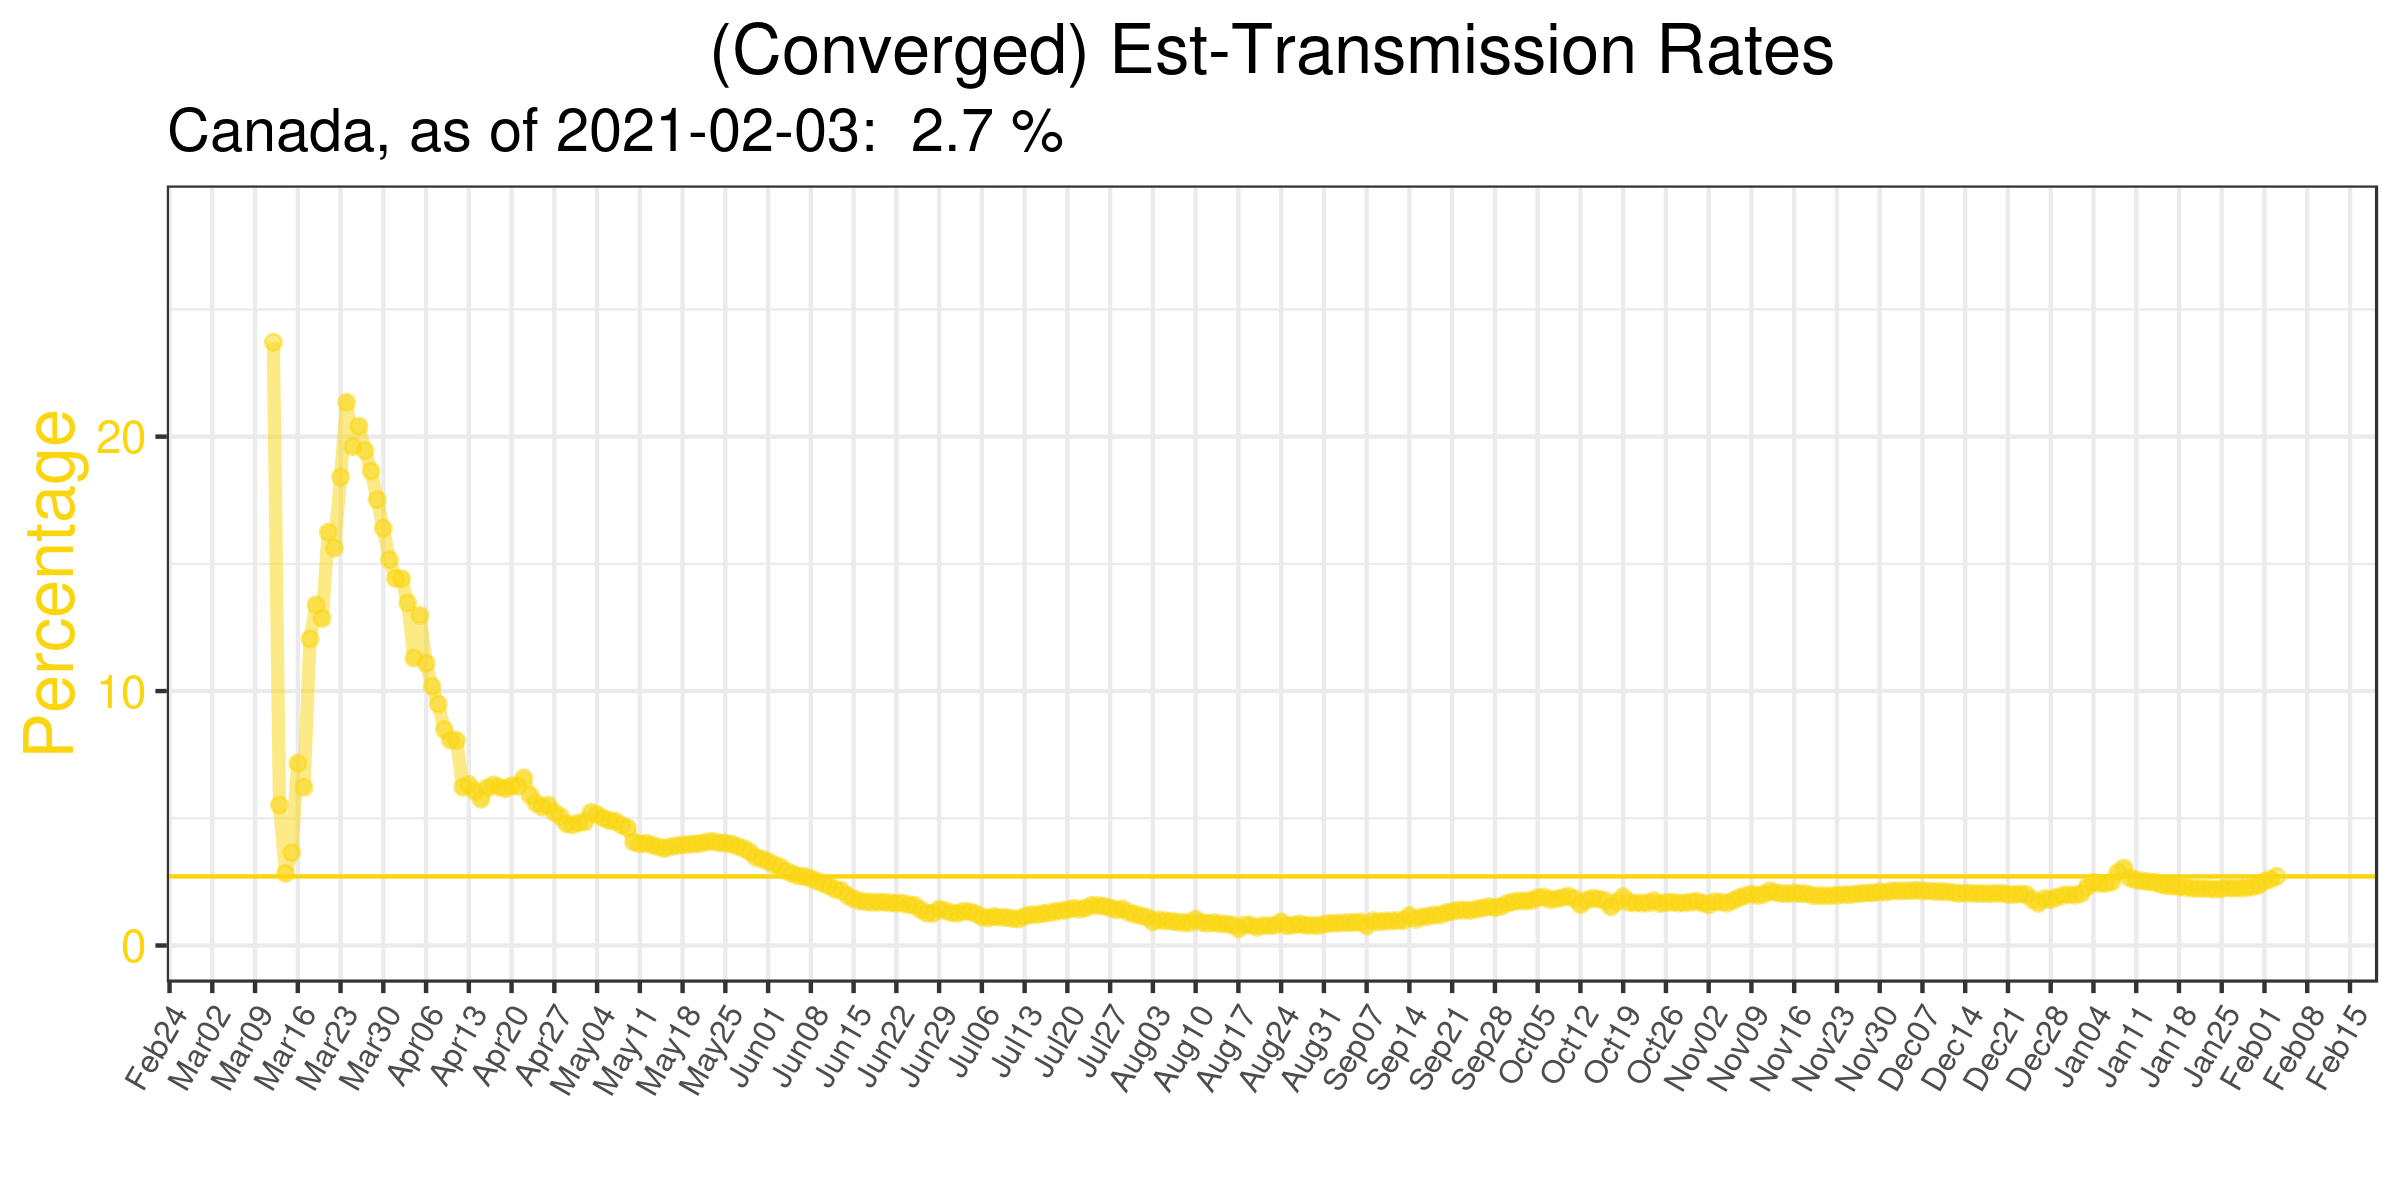 (Converged) Est-Transmission Rates
Canada, as of 2021-02-03:  2.7 %
Percentage
20
10
0
Feb24
Mar02
Mar09
Mar16
Mar23
Mar30
Apr06
Apr13
Apr20
Apr27
May04
May11
May18
May25
Jun01
Jun08
Jun15
Jun22
Jun29
Jul06
Jul13
Jul20
Jul27
Aug03
Aug10
Aug17
Aug24
Aug31
Sep07
Sep14
Sep21
Sep28
Oct05
Oct12
Oct19
Oct26
Nov02
Nov09
Nov16
Nov23
Nov30
Dec07
Dec14
Dec21
Dec28
Jan04
Jan11
Jan18
Jan25
Feb01
Feb08
Feb15